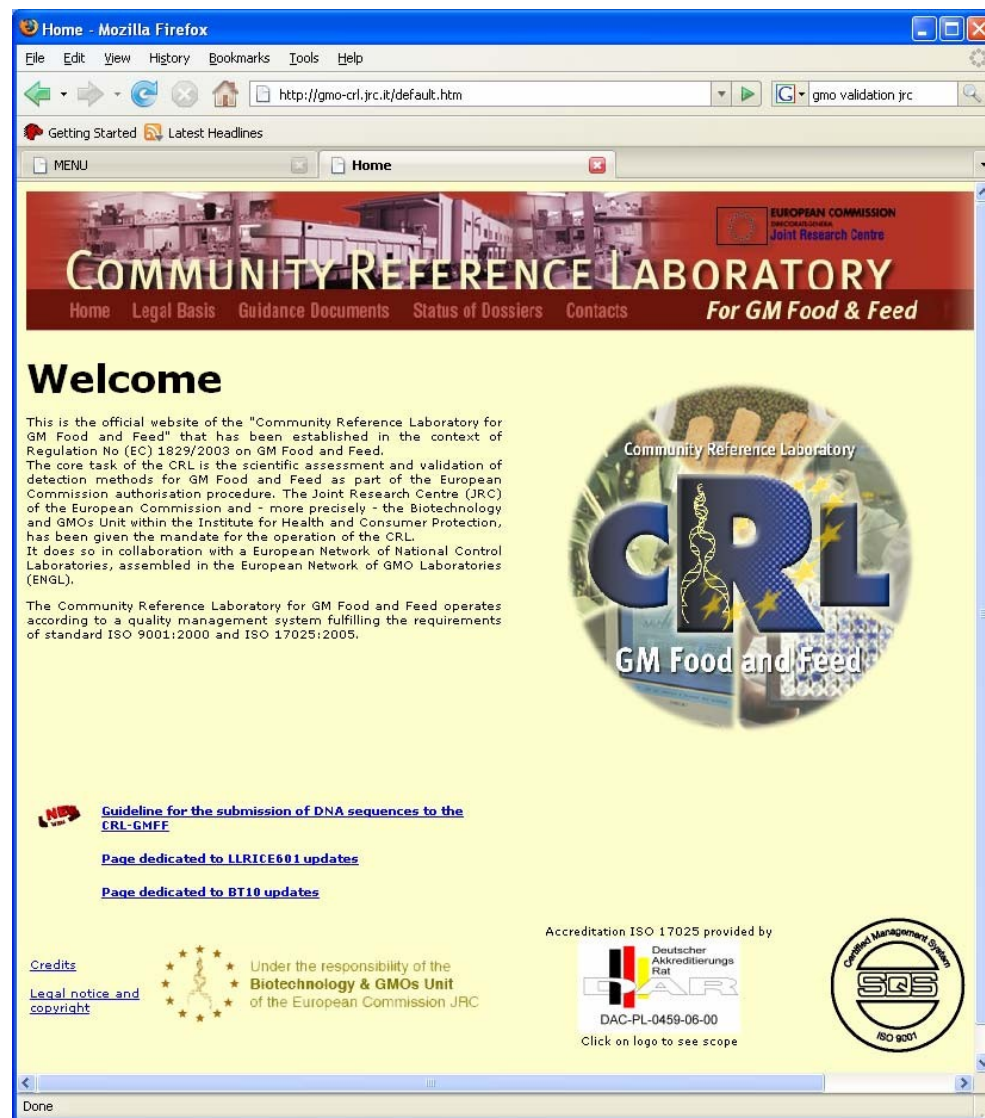 Home - Mozilla Firefox
File Edit View History Bookmarks Tools Help
http://gmo-crl.jrc.it/default.htm
G gmo validation jrc
Getting Started Latest Headlines
MENU Home
EUROPEAN COMMISSION
DIRECTORATE-GENERAL
Joint Research Centre
COMMUNITY REFERENCE LABORATORY
Home Legal Basis Guidance Documents Status of Dossiers Contacts For GM Food & Feed
Welcome
This is the official website of the "Community Reference Laboratory for
GM Food and Feed" that has been established in the context of
Regulation No (EC) 1829/2003 on GM Food and Feed.
The core task of the CRL is the scientific assessment and validation of
detection methods for GM Food and Feed as part of the European
Commission authorisation procedure. The Joint Research Centre (JRC)
of the European Commission and - more precisely - the Biotechnology
and GMOs Unit within the Institute for Health and Consumer Protection,
has been given the mandate for the operation of the CRL.
It does so in collaboration with a European Network of National Control
Laboratories, assembled in the European Network of GMO Laboratories
(ENGL).
The Community Reference Laboratory for GM Food and Feed operates
according to a quality management system fulfilling the requirements
of standard ISO 9001:2000 and ISO 17025:2005.
Community Reference Laboratory
CRL
GM Food and Feed
Guideline for the submission of DNA sequences to the
CRL-GMFF
Page dedicated to LLRICE601 updates
Page dedicated to BT10 updates
Credits
Legal notice and
copyright
Under the responsibility of the
Biotechnology & GMOs Unit
of the European Commission JRC
Accreditation ISO 17025 provided by
Deutscher
Akkreditierungs
Rat
DAR
DAC-PL-0459-06-00
Click on logo to see scope
Certified Management System
SQS
ISO 9001
Done